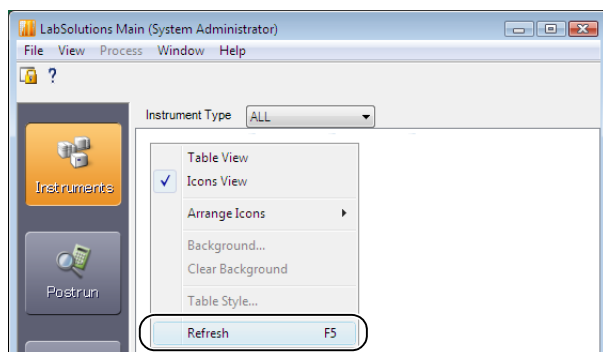 LabSolutions Main (System Administrator)
File View Process Window Help
?
Instrument Type ALL
Table View
Icons View
Instruments
Arrange Icons
Background...
Clear Background
Postrun
Table Style...
Refresh F5